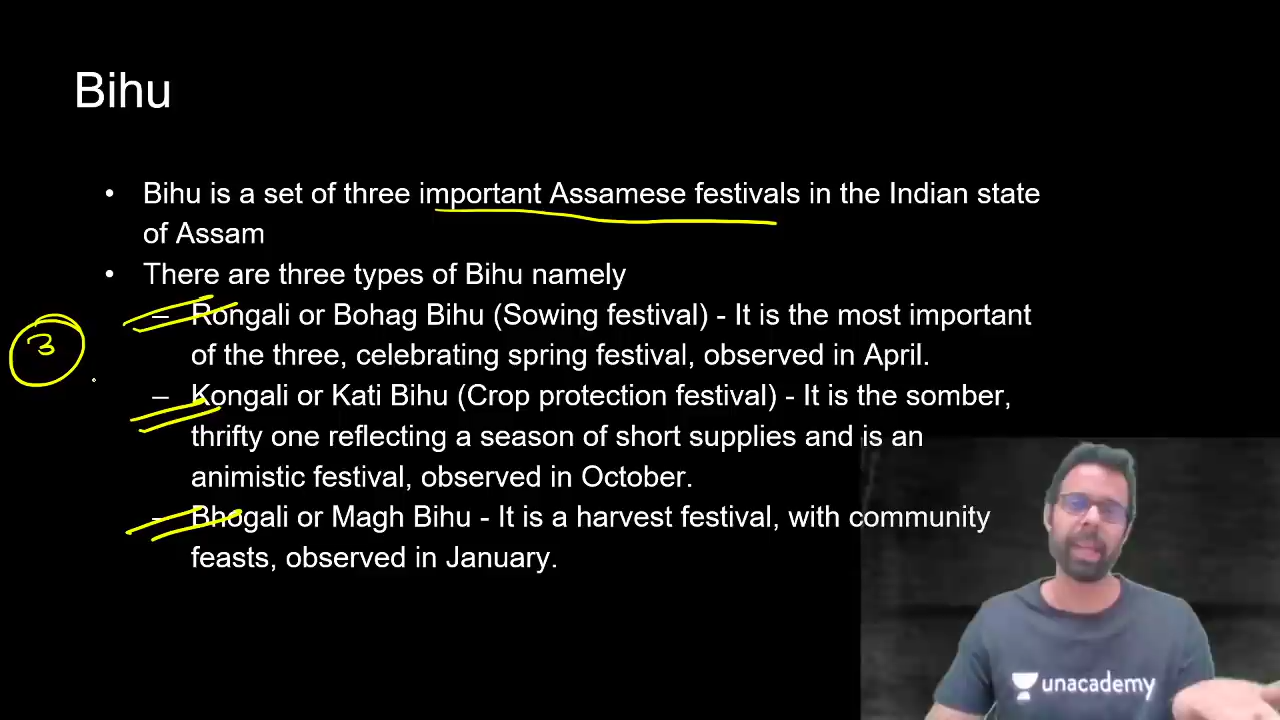 Bihu
• Bihu is a set of three important Assamese festivals in the Indian state
of Assam
• There are three types of Bihu namely
– Rongali or Bohag Bihu (Sowing festival) - It is the most important
of the three, celebrating spring festival, observed in April.
3
– Kongali or Kati Bihu (Crop protection festival) - It is the somber,
thrifty one reflecting a season of short supplies and is an
animistic festival, observed in October.
– Bhogali or Magh Bihu - It is a harvest festival, with community
feasts, observed in January.
unacademy